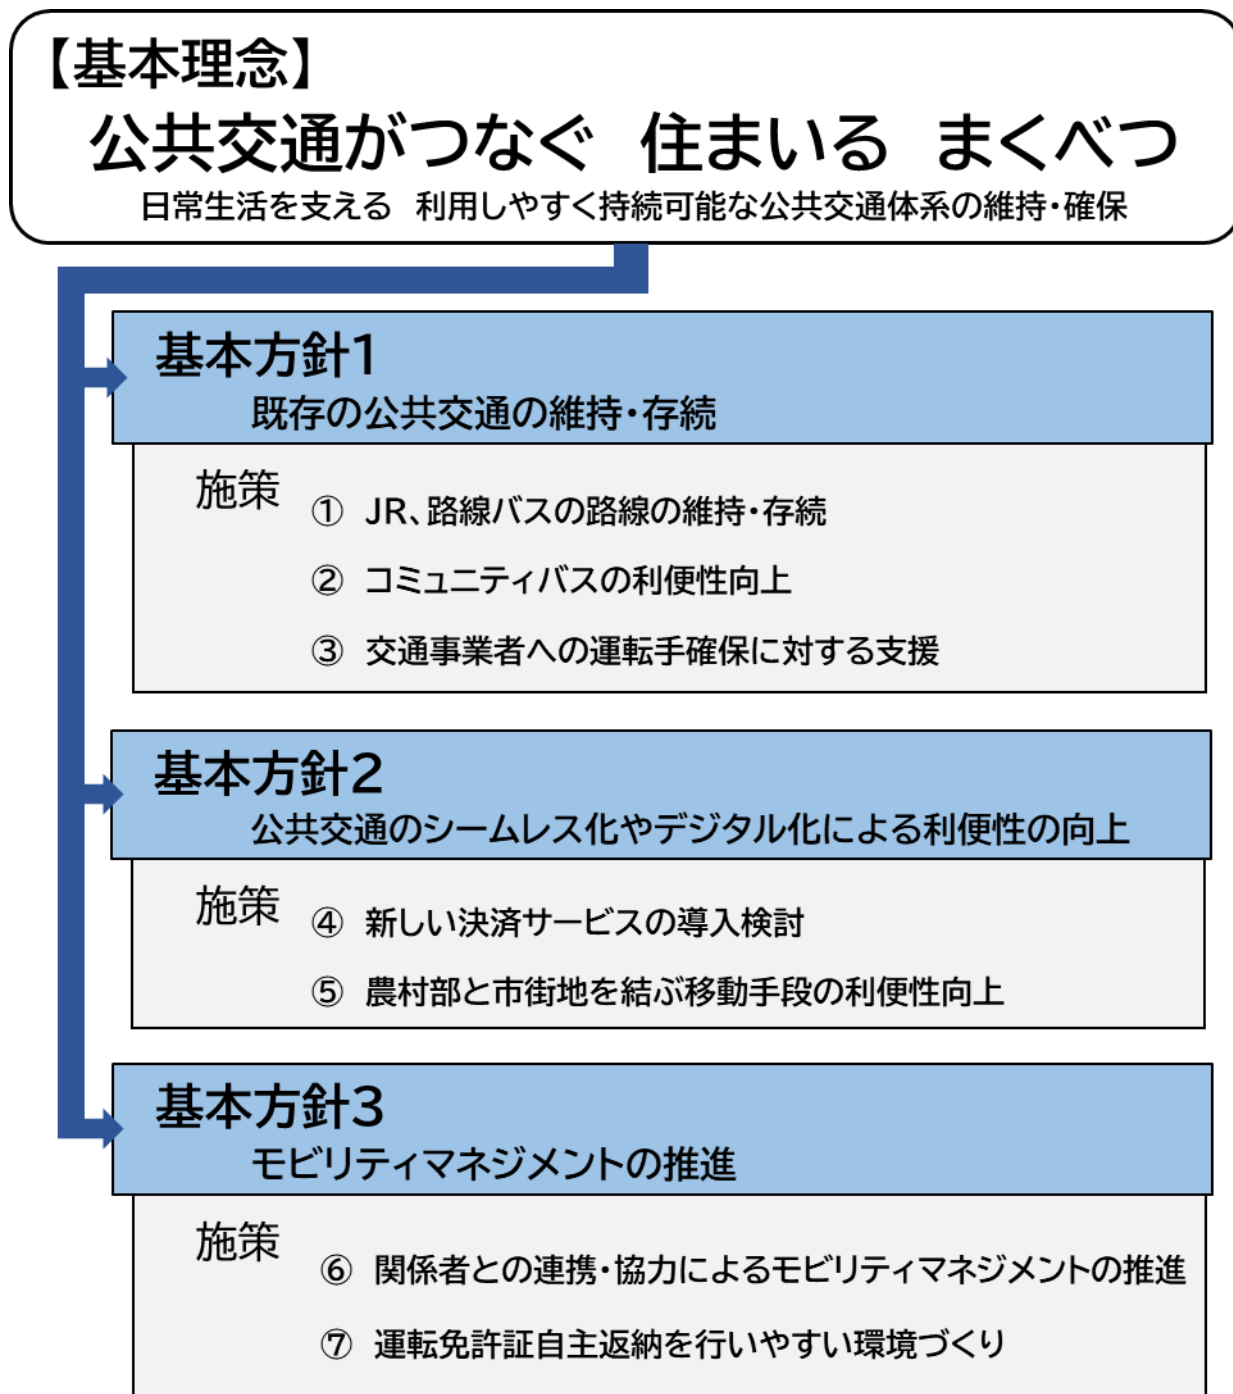 【基本理念】
公共交通がつなぐ 住まいる まくべつ
日常生活を支える 利用しやすく持続可能な公共交通体系の維持・確保
基本方針1
既存の公共交通の維持・存続
施策
① JR、路線バスの路線の維持・存続
② コミュニティバスの利便性向上
③ 交通事業者への運転手確保に対する支援
基本方針2
公共交通のシームレス化やデジタル化による利便性の向上
施策
④ 新しい決済サービスの導入検討
⑤ 農村部と市街地を結ぶ移動手段の利便性向上
基本方針3
モビリティマネジメントの推進
施策
⑥ 関係者との連携・協力によるモビリティマネジメントの推進
⑦ 運転免許証自主返納を行いやすい環境づくり